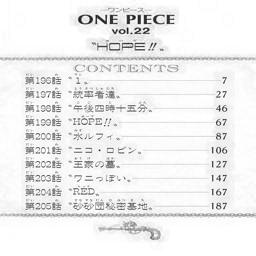 ーワンピースー
ONE PIECE
vol.22
"HOPE!!"
CONTENTS
第196話 "1" 7
第197話 "統率者達" 27
第198話 "午後四時十五分" 46
第199話 "HOPE!!" 67
第200話 "水ルフィ" 87
第201話 "ニコ・ロビン" 106
第202話 "王家の墓" 127
第203話 "ワニっぽい" 147
第204話 "RED" 167
第205話 "砂砂団秘密基地" 187